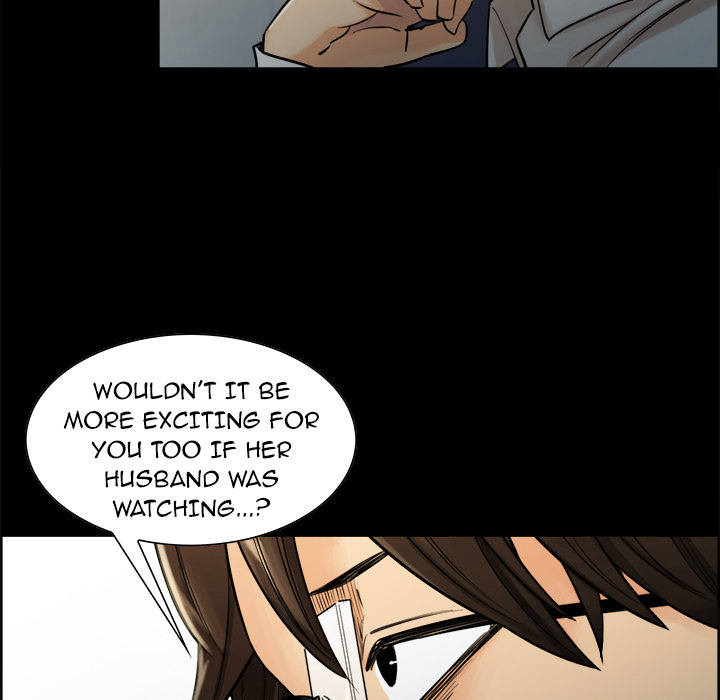 WOULDN'T IT BE
MORE EXCITING FOR
YOU TOO IF HER
HUSBAND WAS
WATCHING...?